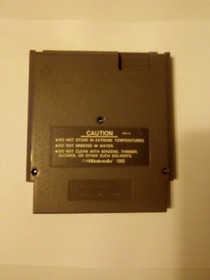 CAUTION
●DO NOT STORE IN EXTREME TEMPERATURES.
●DO NOT IMMERSE IN WATER.
●DO NOT CLEAN WITH BENZENE, THINNER,
ALCOHOL OR OTHER SUCH SOLVENTS.
Nintendo 1985